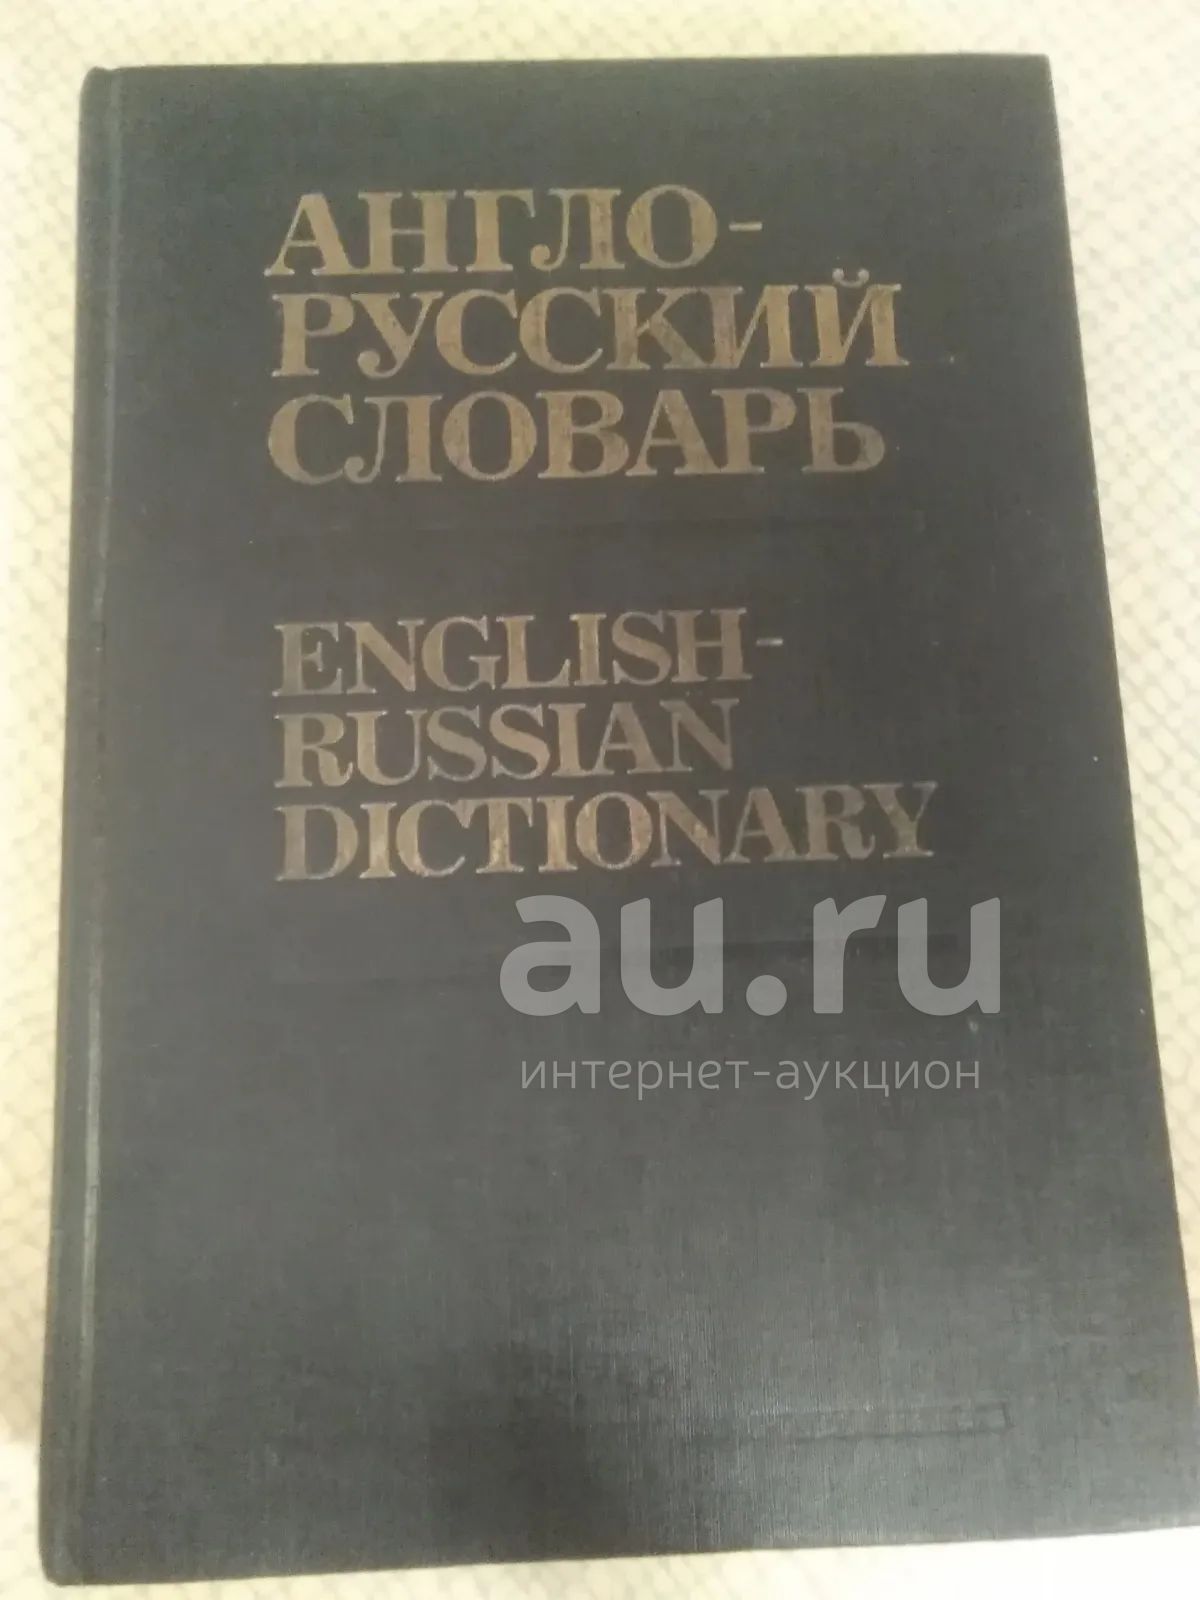 АНГЛО-
РУССКИЙ
СЛОВАРЬ
ENGLISH-
RUSSIAN
DICTIONARY
au.ru
интернет-аукцион